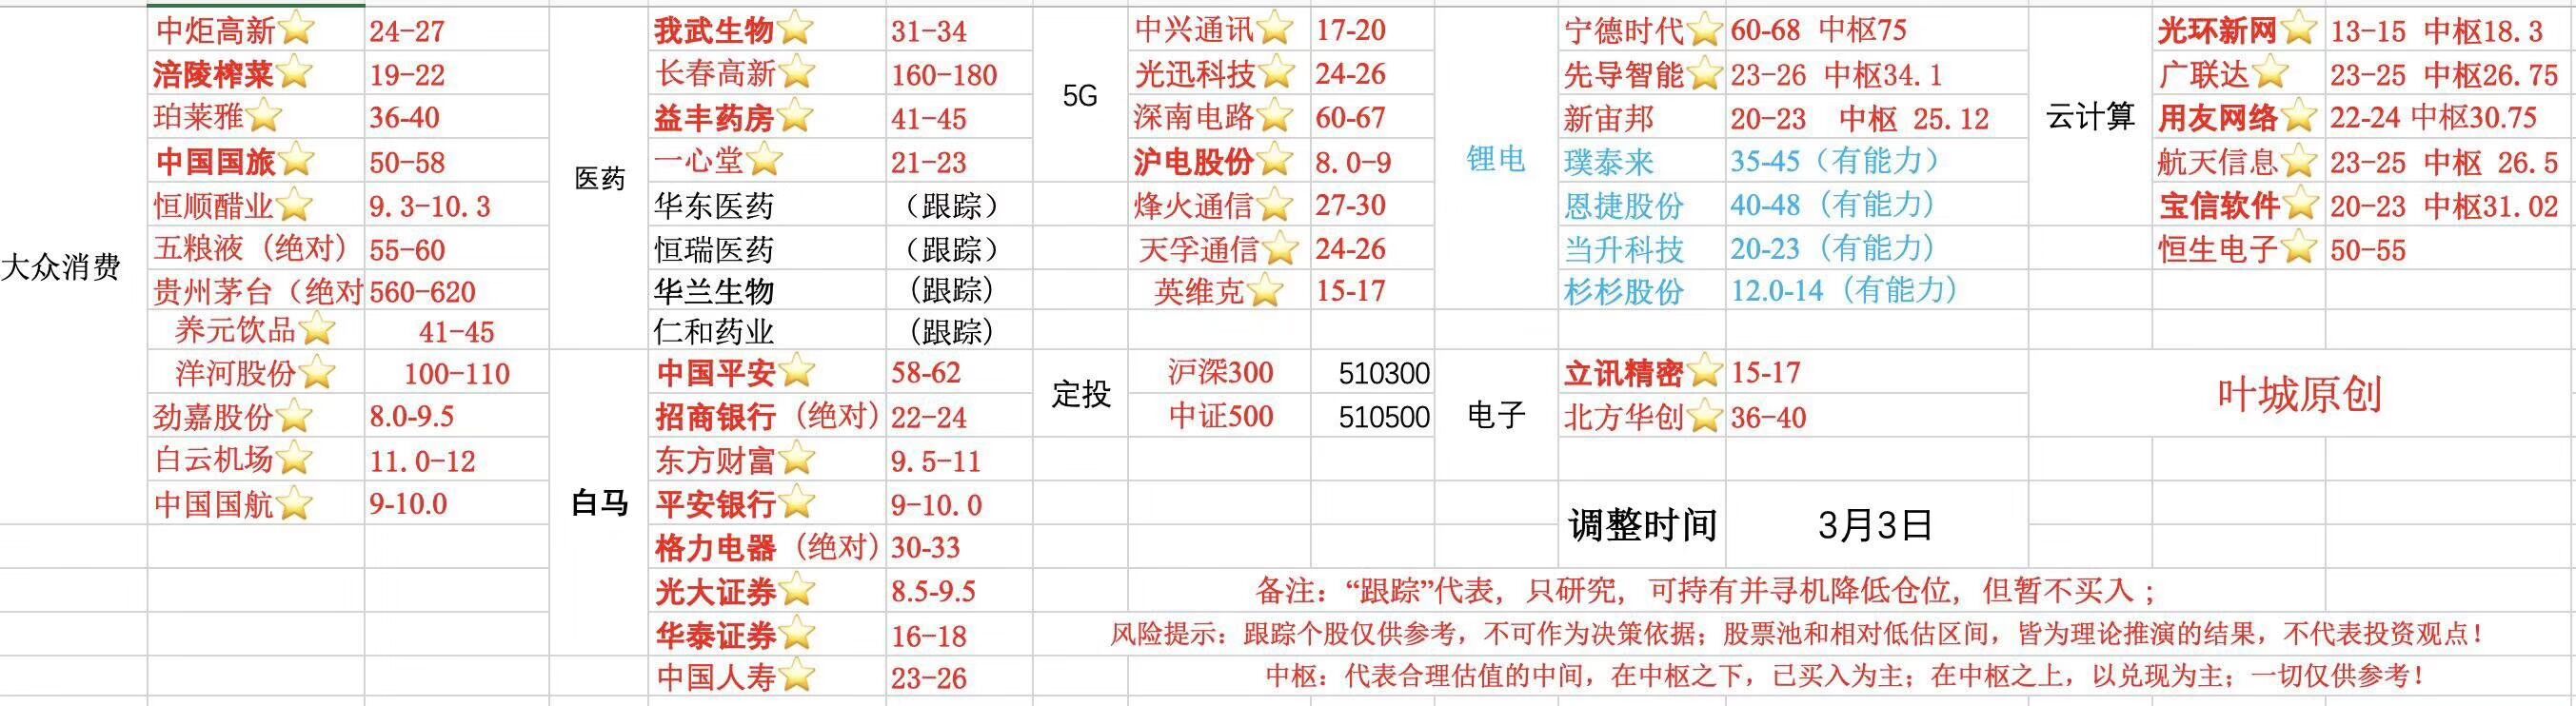 中炬高新⭐ 24-27 我武生物⭐ 31-34 中兴通讯⭐ 17-20 宁德时代⭐ 60-68 中枢75 光环新网⭐ 13-15 中枢18.3
涪陵榨菜⭐ 19-22 长春高新⭐ 160-180 光迅科技⭐ 24-26 先导智能⭐ 23-26 中枢34.1 广联达⭐ 23-25 中枢26.75
5G
珀莱雅⭐ 36-40 益丰药房⭐ 41-45 深南电路⭐ 60-67 新宙邦 20-23 中枢 25.12 云计算 用友网络⭐ 22-24 中枢30.75
中国国旅⭐ 50-58 一心堂⭐ 21-23 沪电股份⭐ 8.0-9 锂电 璞泰来 35-45（有能力） 航天信息⭐ 23-25 中枢 26.5
医药
恒顺醋业⭐ 9.3-10.3 华东医药 （跟踪） 烽火通信⭐ 27-30 恩捷股份 40-48（有能力） 宝信软件⭐ 20-23 中枢31.02
五粮液（绝对） 55-60 恒瑞医药 （跟踪） 天孚通信⭐ 24-26 当升科技 20-23（有能力） 恒生电子⭐ 50-55
大众消费
贵州茅台（绝对 560-620 华兰生物 （跟踪） 英维克⭐ 15-17 杉杉股份 12.0-14（有能力）
养元饮品⭐ 41-45 仁和药业 （跟踪）
洋河股份⭐ 100-110 中国平安⭐ 58-62 沪深300 510300 立讯精密⭐ 15-17
定投 叶城原创
劲嘉股份⭐ 8.0-9.5 招商银行（绝对） 22-24 中证500 510500 电子 北方华创⭐ 36-40
白云机场⭐ 11.0-12 东方财富⭐ 9.5-11
中国国航⭐ 9-10.0 白马 平安银行⭐ 9-10.0
调整时间 3月3日
格力电器（绝对） 30-33
光大证券⭐ 8.5-9.5 备注：“跟踪”代表，只研究，可持有并寻机降低仓位，但暂不买入；
华泰证券⭐ 16-18 风险提示：跟踪个股仅供参考，不可作为决策依据；股票池和相对低估区间，皆为理论推演的结果，不代表投资观点！
中国人寿⭐ 23-26 中枢：代表合理估值的中间，在中枢之下，已买入为主；在中枢之上，以兑现为主；一切仅供参考！